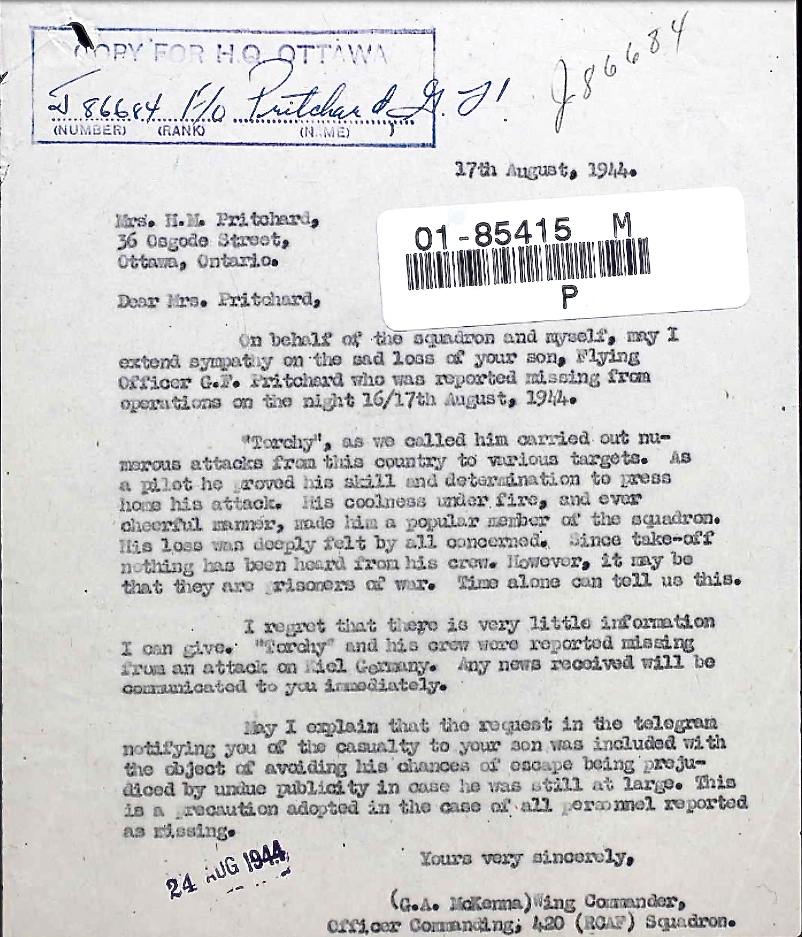 COPY FOR H.Q. OTTAWA
J 86684 F/O Pritchard G. F.
(NUMBER) (RANK) (NAME)
J86684
17th August, 1944.
Mrs. H.M. Pritchard,
36 Osgode Street,
Ottawa, Ontario.
01-85415 M
P
Dear Mrs. Pritchard,
On behalf of the squadron and myself, may I
extend sympathy on the sad loss of your son, Flying
Officer G.F. Pritchard who was reported missing from
operations on the night 16/17th August, 1944.
"Torchy", as we called him carried out nu-
merous attacks from this country to various targets. As
a pilot he proved his skill and determination to press
home his attack. His coolness under fire, and ever
cheerful manner, made him a popular member of the squadron.
His loss was deeply felt by all concerned. Since take-off
nothing has been heard from his crew. However, it may be
that they are prisoners of war. Time alone can tell us this.
I regret that there is very little information
I can give. "Torchy" and his crew were reported missing
from an attack on Kiel Germany. Any news received will be
communicated to you immediately.
May I explain that the request in the telegram
notifying you of the casualty to your son was included with
the object of avoiding his chances of escape being preju-
diced by undue publicity in case he was still at large. This
is a precaution adopted in the case of all personnel reported
as missing.
24 AUG 1944
Yours very sincerely,
(G.A. McKenna)Wing Commander,
Officer Commanding, 420 (RCAF) Squadron.